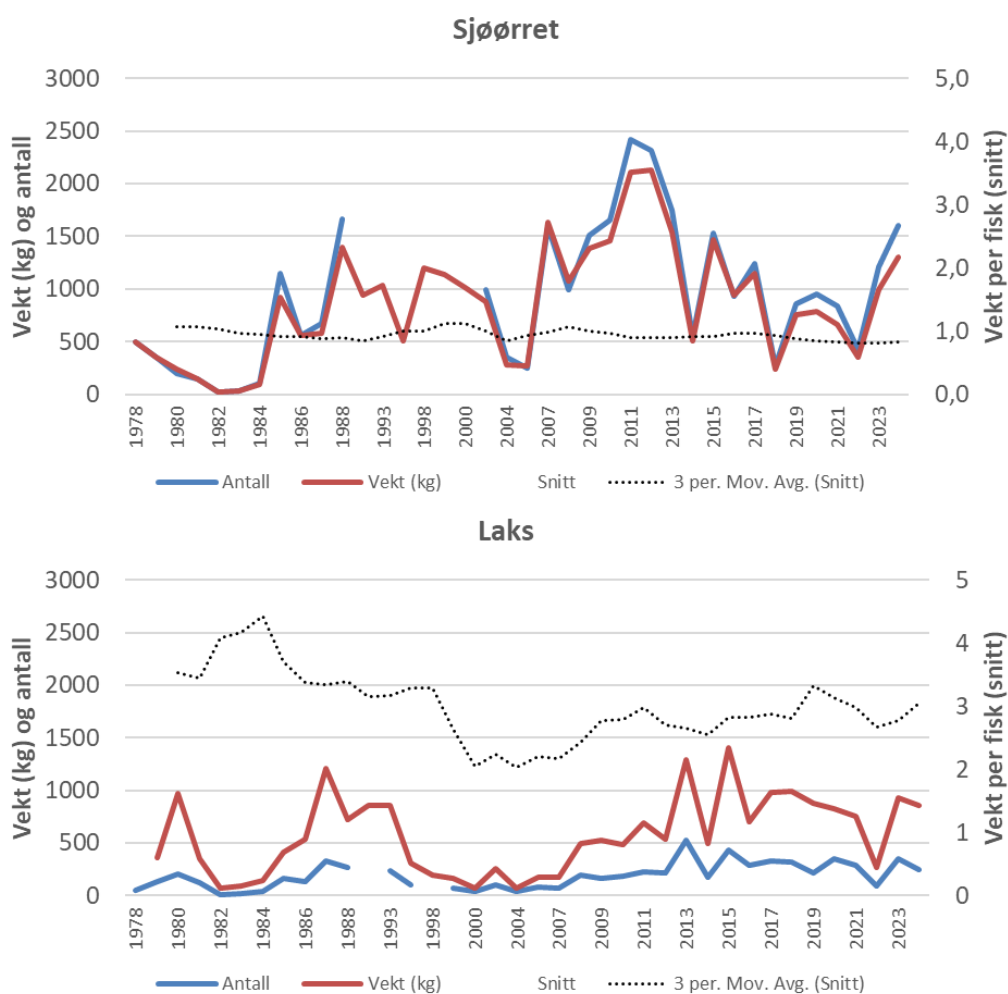 Sjøørret
3000
2500
2000
1500
1000
500
0
Vekt (kg) og antall
5,0
4,0
3,0
2,0
1,0
0,0
Vekt per fisk (snitt)
1978 1980 1982 1984 1986 1988 1993 1998 2000 2004 2007 2009 2011 2013 2015 2017 2019 2021 2023
Antall Vekt (kg) Snitt 3 per. Mov. Avg. (Snitt)
Laks
3000
2500
2000
1500
1000
500
0
Vekt (kg) og antall
5
4
3
2
1
0
Vekt per fisk (snitt)
1978 1980 1982 1984 1986 1988 1993 1998 2000 2004 2007 2009 2011 2013 2015 2017 2019 2021 2023
Antall Vekt (kg) Snitt 3 per. Mov. Avg. (Snitt)